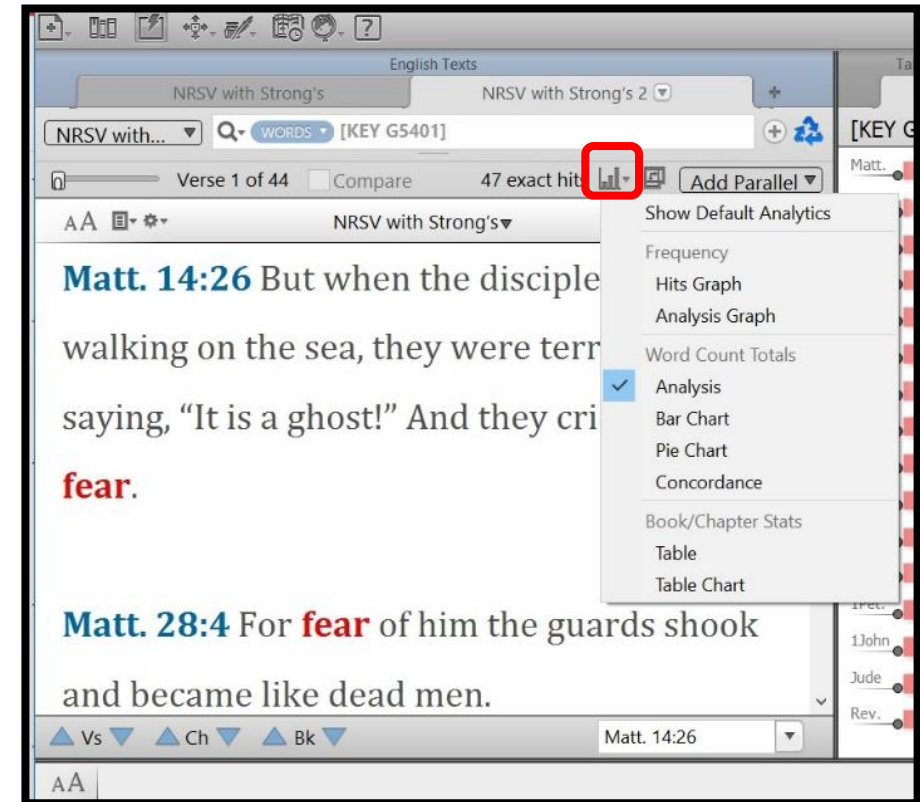 English Texts
Ta
NRSV with Strong's NRSV with Strong's 2
NRSV with... WORDS [KEY G5401]
[KEY G
Verse 1 of 44 Compare 47 exact hits Add Parallel
Matt.
AA NRSV with Strong's
Show Default Analytics
Frequency
Hits Graph
Analysis Graph
Word Count Totals
Analysis
Bar Chart
Pie Chart
Concordance
Book/Chapter Stats
Table
Table Chart
Matt. 14:26 But when the disciple
walking on the sea, they were terr
saying, “It is a ghost!” And they cri
fear.
Matt. 28:4 For fear of him the guards shook
and became like dead men.
1Pet.
1John
Jude
Rev.
Vs Ch Bk Matt. 14:26
AA